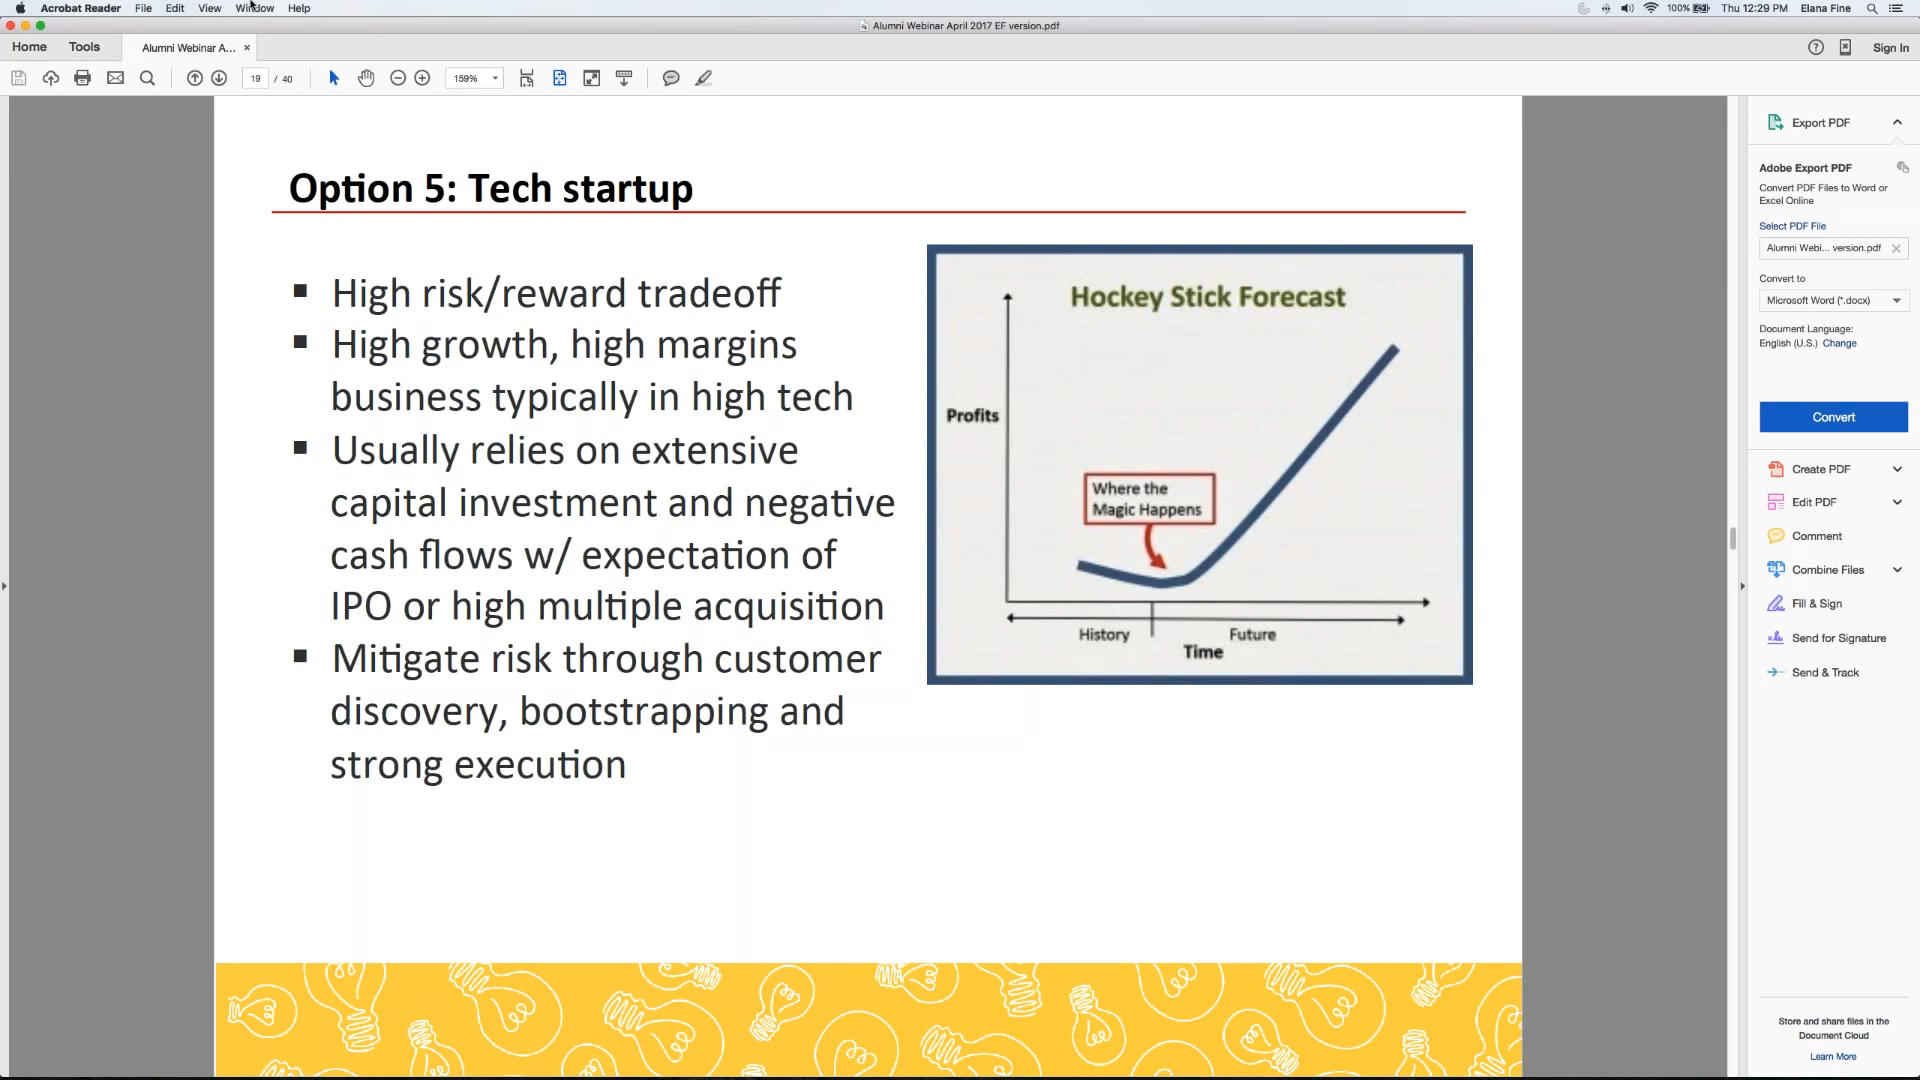 Acrobat Reader File Edit View Window Help
100% Thu 12:29 PM Elana Fine
Alumni Webinar April 2017 EF version.pdf
Home Tools Alumni Webinar A... × Sign In
19 / 40 159%
Option 5: Tech startup
▪ High risk/reward tradeoff
▪ High growth, high margins
business typically in high tech
▪ Usually relies on extensive
capital investment and negative
cash flows w/ expectation of
IPO or high multiple acquisition
▪ Mitigate risk through customer
discovery, bootstrapping and
strong execution
Hockey Stick Forecast
Profits
Where the
Magic Happens
History Future
Time
Export PDF
Adobe Export PDF
Convert PDF Files to Word or
Excel Online
Select PDF File
Alumni Webi... version.pdf
Convert to
Microsoft Word (*.docx)
Document Language:
English (U.S.) Change
Convert
Create PDF
Edit PDF
Comment
Combine Files
Fill & Sign
Send for Signature
Send & Track
Store and share files in the
Document Cloud
Learn More